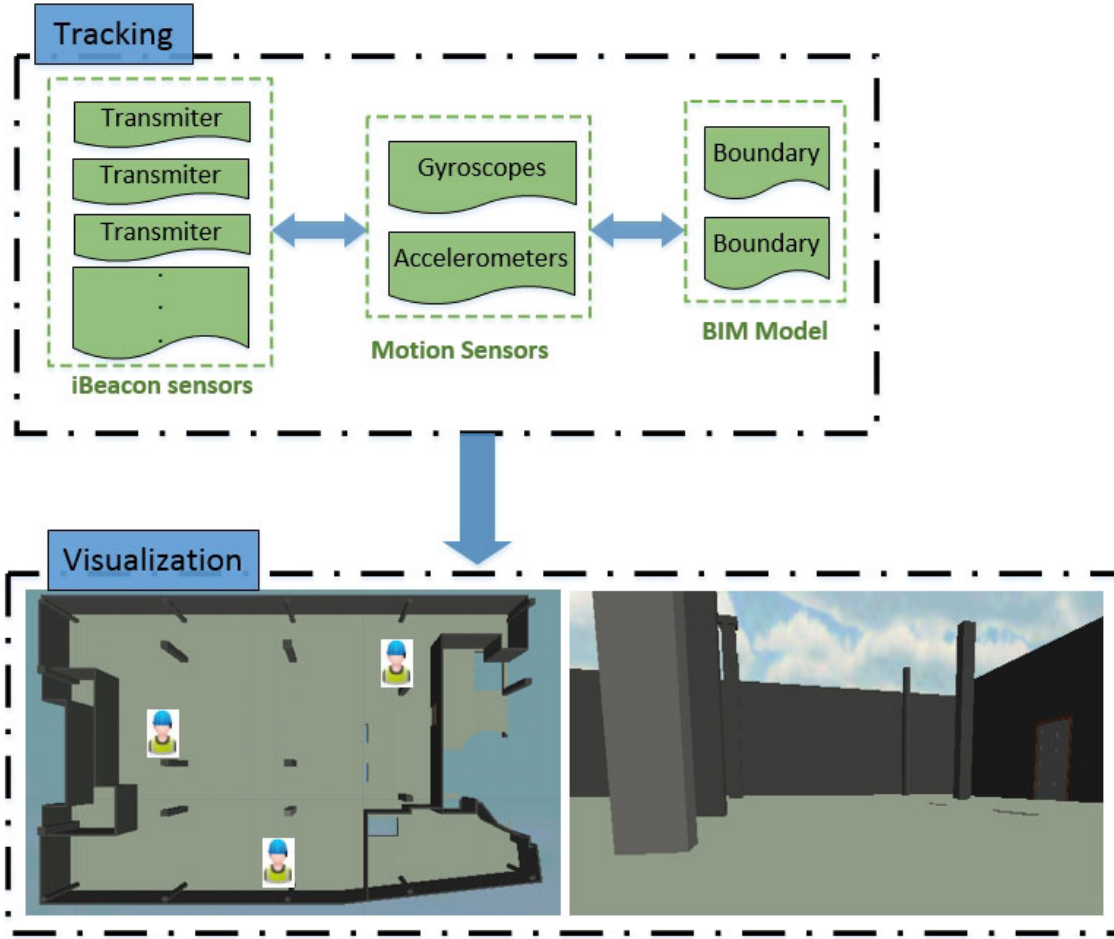 Tracking
Transmiter
Transmiter
Transmiter
.
.
.
iBeacon sensors
Gyroscopes
Accelerometers
Motion Sensors
Boundary
Boundary
BIM Model
Visualization